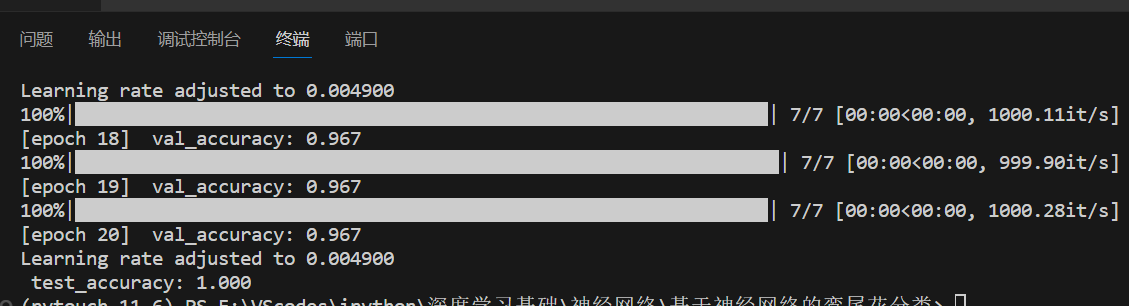 问题 输出 调试控制台 终端 端口
Learning rate adjusted to 0.004900
100%| | 7/7 [00:00<00:00, 1000.11it/s]
[epoch 18] val_accuracy: 0.967
100%| | 7/7 [00:00<00:00, 999.90it/s]
[epoch 19] val_accuracy: 0.967
100%| | 7/7 [00:00<00:00, 1000.28it/s]
[epoch 20] val_accuracy: 0.967
Learning rate adjusted to 0.004900
test_accuracy: 1.000
(pytouch_11_6) PS E:\VScodes\ipython\深度学习基础\神经网络\基于神经网络的鸢尾花分类>